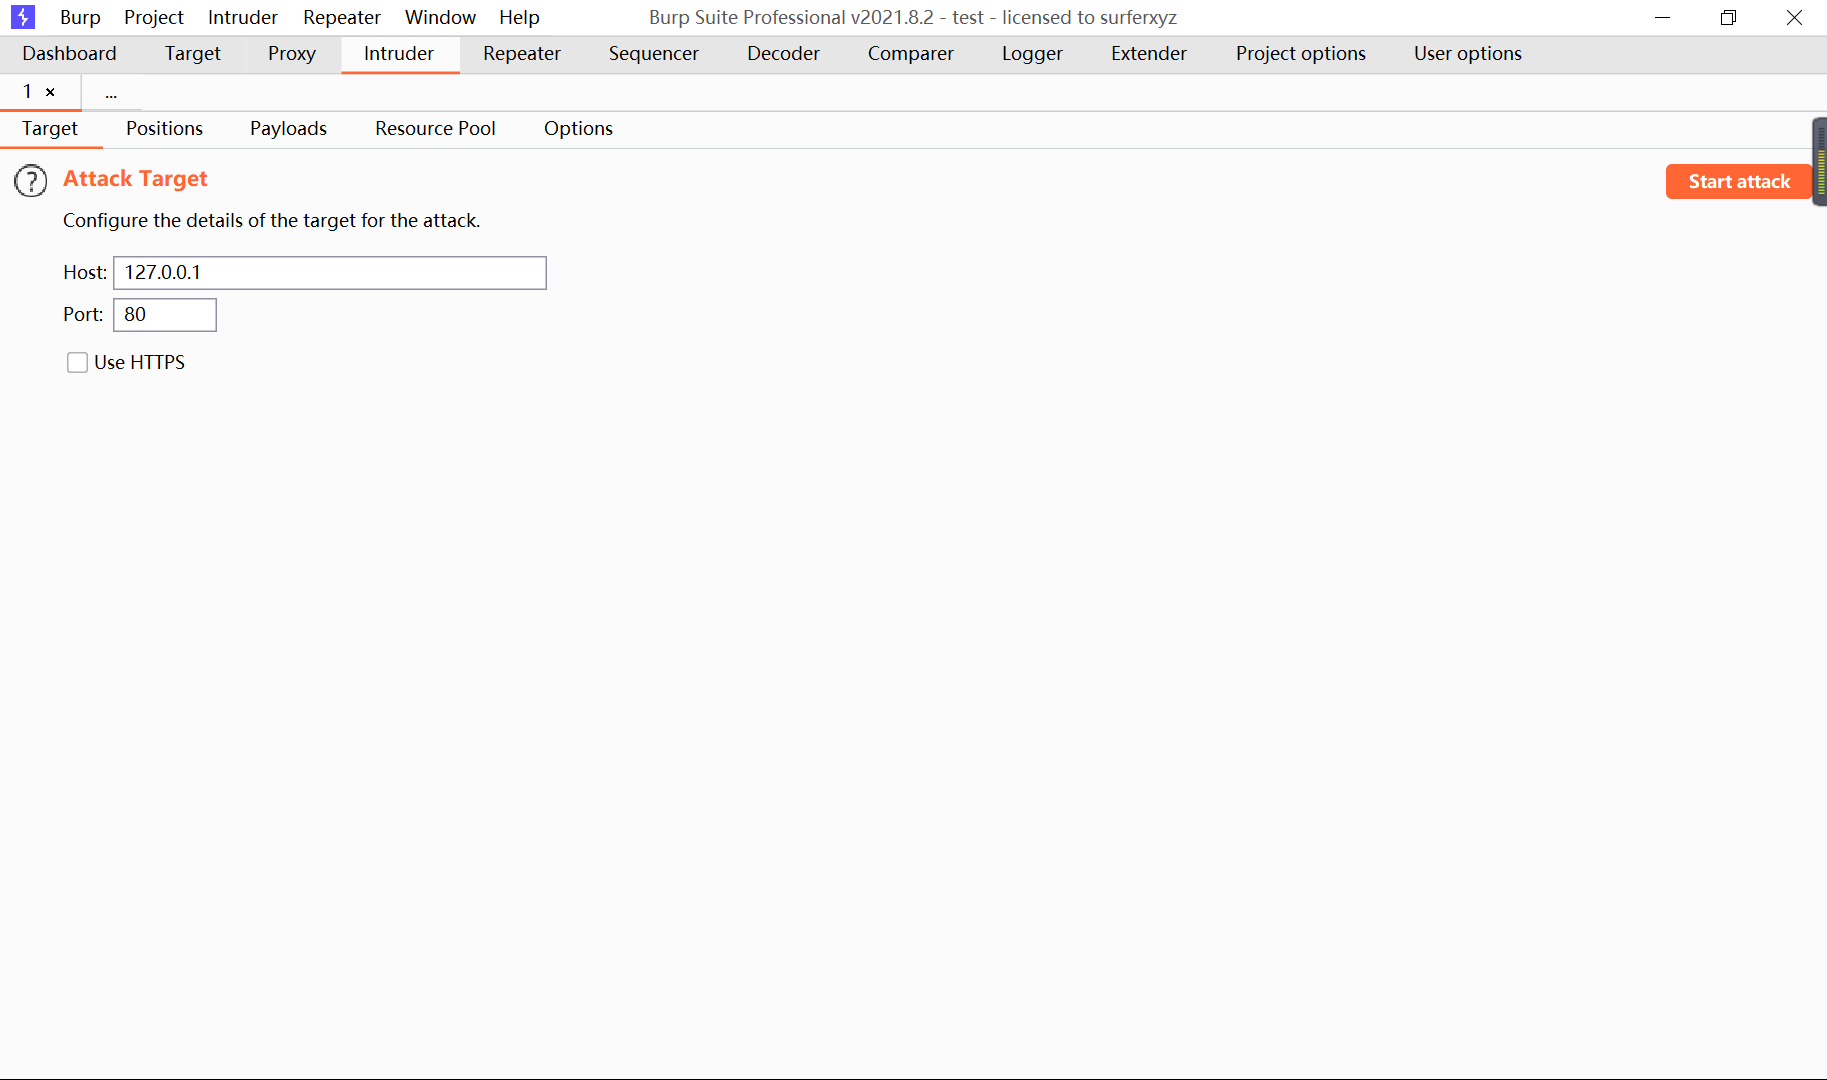 Burp Project Intruder Repeater Window Help Burp Suite Professional v2021.8.2 - test - licensed to surferxyz
Dashboard Target Proxy Intruder Repeater Sequencer Decoder Comparer Logger Extender Project options User options
1 × ...
Target Positions Payloads Resource Pool Options
? Attack Target Start attack
Configure the details of the target for the attack.
Host: 127.0.0.1
Port: 80
Use HTTPS